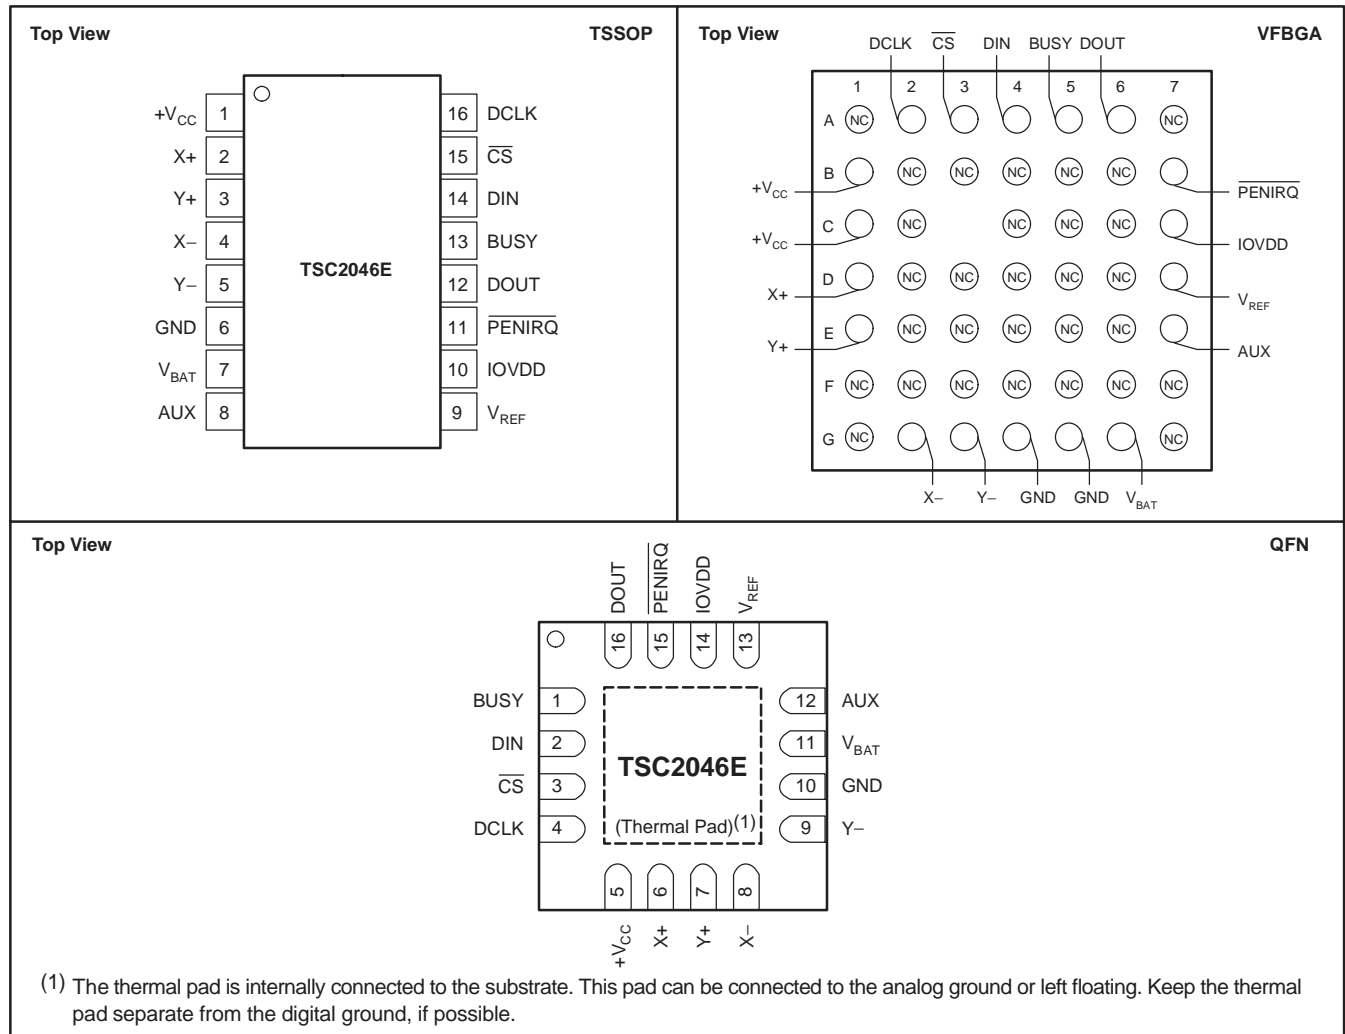 Top View TSSOP
+VCC 1 16 DCLK
X+ 2 15 CS
Y+ 3 14 DIN
X– 4 13 BUSY
TSC2046E
Y– 5 12 DOUT
GND 6 11 PENIRQ
VBAT 7 10 IOVDD
AUX 8 9 VREF
Top View VFBGA
DCLK CS DIN BUSY DOUT
1 2 3 4 5 6 7
A NC NC
B NC NC NC NC NC
+VCC PENIRQ
C NC NC NC NC
+VCC IOVDD
D NC NC NC NC NC
X+ VREF
E NC NC NC NC NC
Y+ AUX
F NC NC NC NC NC NC NC
G NC NC
X– Y– GND GND VBAT
Top View QFN
DOUT PENIRQ IOVDD VREF
16 15 14 13
BUSY 1 12 AUX
DIN 2 11 VBAT
TSC2046E
CS 3 10 GND
DCLK 4 (Thermal Pad)(1) 9 Y–
5 6 7 8
+VCC X+ Y+ X–
(1) The thermal pad is internally connected to the substrate. This pad can be connected to the analog ground or left floating. Keep the thermal
pad separate from the digital ground, if possible.